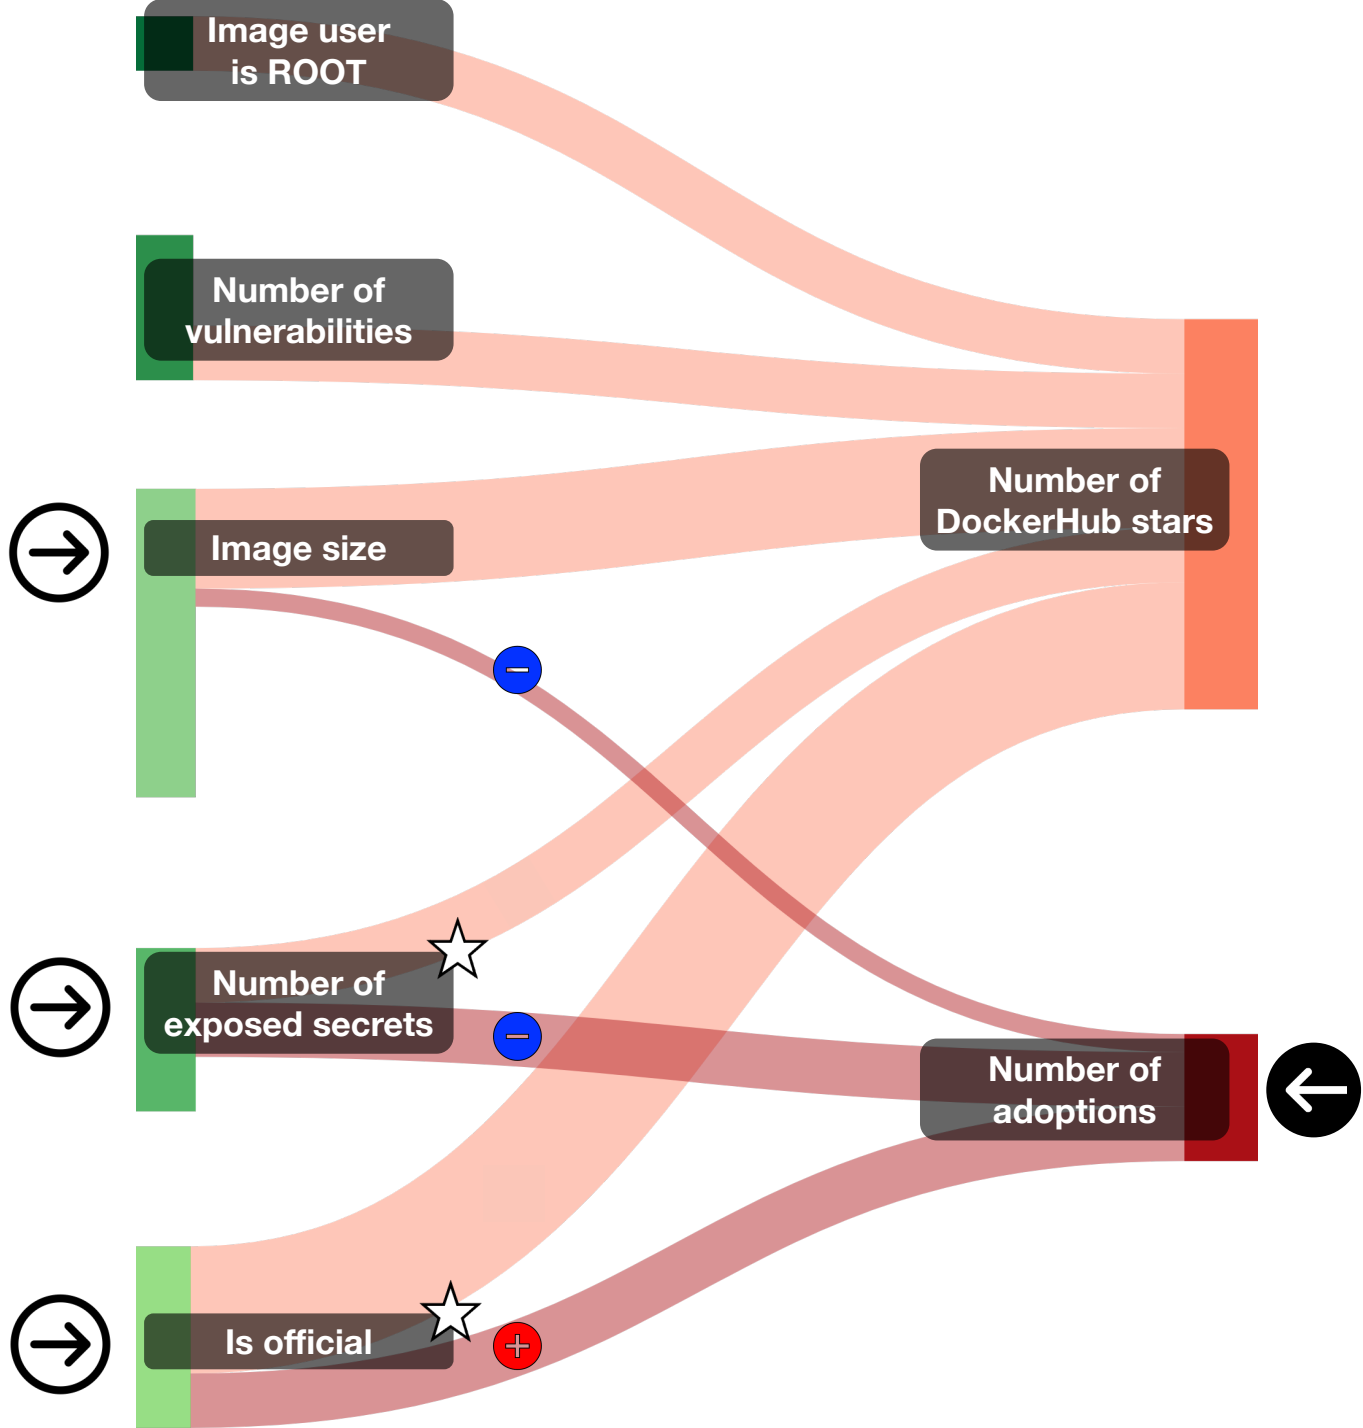 Image user
is ROOT
Number of
vulnerabilities
Image size
Number of
DockerHub stars
Number of
exposed secrets
Number of
adoptions
Is official